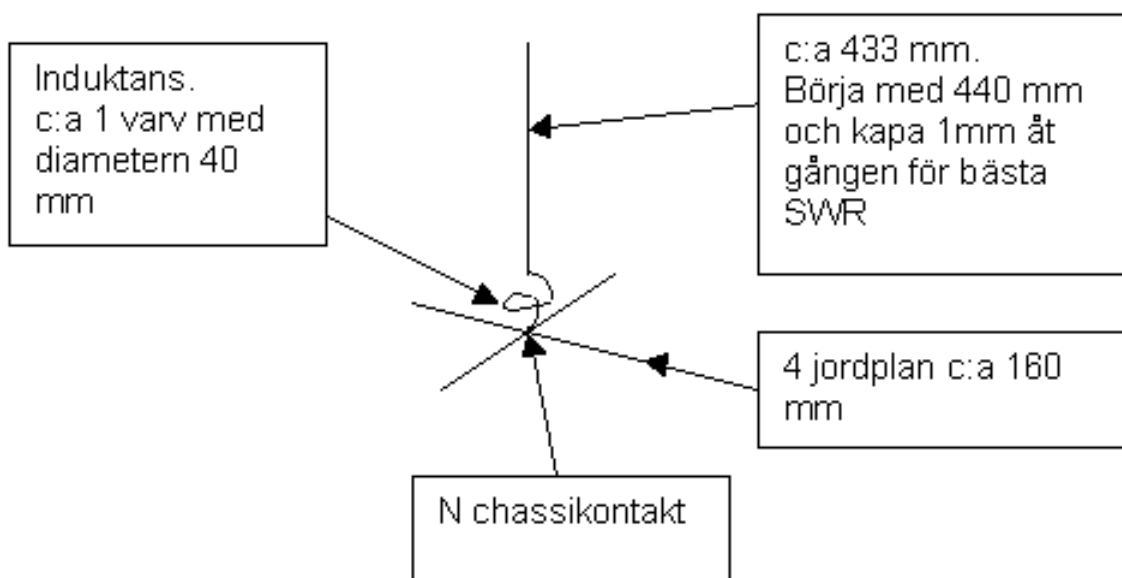 Induktans.
c:a 1 varv med
diametern 40
mm
c:a 433 mm.
Börja med 440 mm
och kapa 1mm åt
gången för bästa
SWR
4 jordplan c:a 160
mm
N chassikontakt